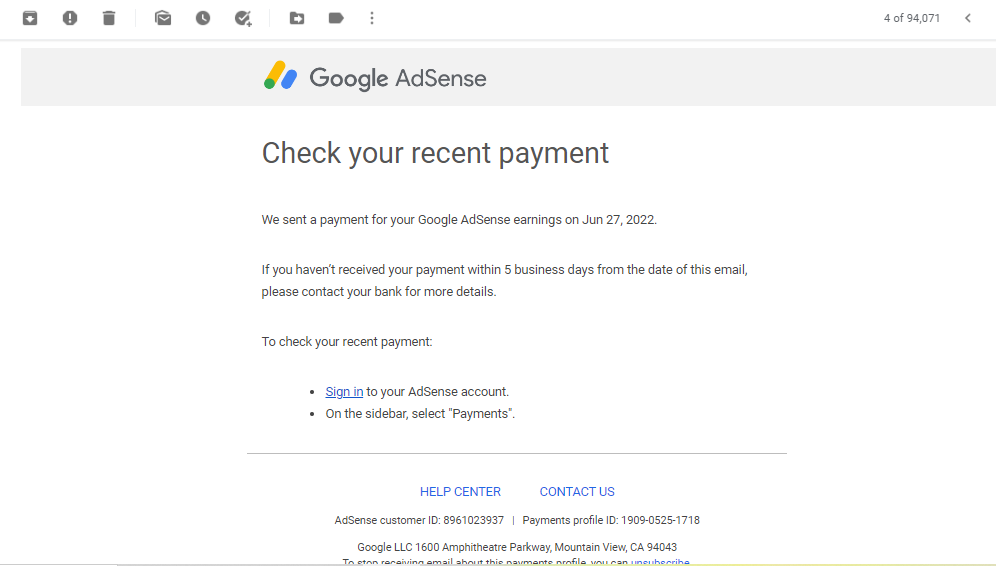 4 of 94,071
Google AdSense
Check your recent payment
We sent a payment for your Google AdSense earnings on Jun 27, 2022.
If you haven't received your payment within 5 business days from the date of this email,
please contact your bank for more details.
To check your recent payment:
• Sign in to your AdSense account.
• On the sidebar, select "Payments".
HELP CENTER CONTACT US
AdSense customer ID: 8961023937 | Payments profile ID: 1909-0525-1718
Google LLC 1600 Amphitheatre Parkway, Mountain View, CA 94043
To stop receiving email about this payments profile, you can unsubscribe